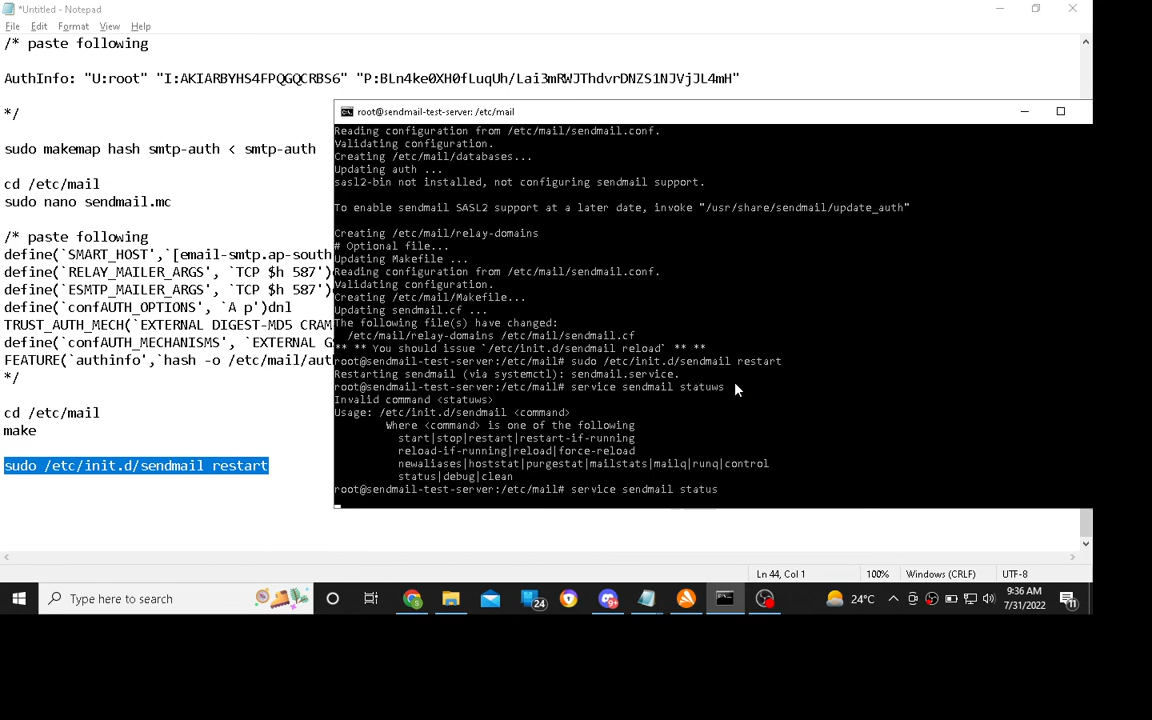 *Untitled - Notepad
File Edit Format View Help
/* paste following
AuthInfo: "U:root" "I:AKIARBYHS4FPQGQCRBS6" "P:BLn4ke0XH0fLuqUh/Lai3mRWJThdvrDNZS1NJVjJL4mH"
*/
sudo makemap hash smtp-auth < smtp-auth
cd /etc/mail
sudo nano sendmail.mc
/* paste following
define(`SMART_HOST',`[email-smtp.ap-south
define(`RELAY_MAILER_ARGS', `TCP $h 587')
define(`ESMTP_MAILER_ARGS', `TCP $h 587')
define(`confAUTH_OPTIONS', `A p')dnl
TRUST_AUTH_MECH(`EXTERNAL DIGEST-MD5 CRAM
define(`confAUTH_MECHANISMS', `EXTERNAL G
FEATURE(`authinfo',`hash -o /etc/mail/aut
*/
cd /etc/mail
make
sudo /etc/init.d/sendmail restart
root@sendmail-test-server: /etc/mail
Reading configuration from /etc/mail/sendmail.conf.
Validating configuration.
Creating /etc/mail/databases...
Updating auth ...
sasl2-bin not installed, not configuring sendmail support.
To enable sendmail SASL2 support at a later date, invoke "/usr/share/sendmail/update_auth"
Creating /etc/mail/relay-domains
# Optional file...
Updating Makefile ...
Reading configuration from /etc/mail/sendmail.conf.
Validating configuration.
Creating /etc/mail/Makefile...
Updating sendmail.cf ...
The following file(s) have changed:
/etc/mail/relay-domains /etc/mail/sendmail.cf
** ** You should issue `/etc/init.d/sendmail reload` ** **
root@sendmail-test-server:/etc/mail# sudo /etc/init.d/sendmail restart
Restarting sendmail (via systemctl): sendmail.service.
root@sendmail-test-server:/etc/mail# service sendmail statuws
Invalid command <statuws>
Usage: /etc/init.d/sendmail <command>
Where <command> is one of the following
start|stop|restart|restart-if-running
reload-if-running|reload|force-reload
newaliases|hoststat|purgestat|mailstats|mailq|runq|control
status|debug|clean
root@sendmail-test-server:/etc/mail# service sendmail status
Ln 44, Col 1 100% Windows (CRLF) UTF-8
Type here to search
24
9+
24°C
9:36 AM
7/31/2022
11